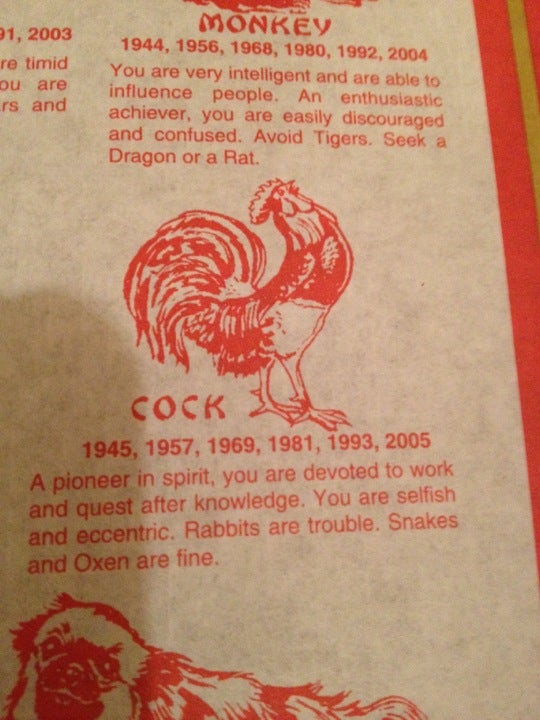 91, 2003
re timid
ou are
rs and
MONKEY
1944, 1956, 1968, 1980, 1992, 2004
You are very intelligent and are able to
influence people. An enthusiastic
achiever, you are easily discouraged
and confused. Avoid Tigers. Seek a
Dragon or a Rat.
COCK
1945, 1957, 1969, 1981, 1993, 2005
A pioneer in spirit, you are devoted to work
and quest after knowledge. You are selfish
and eccentric. Rabbits are trouble. Snakes
and Oxen are fine.